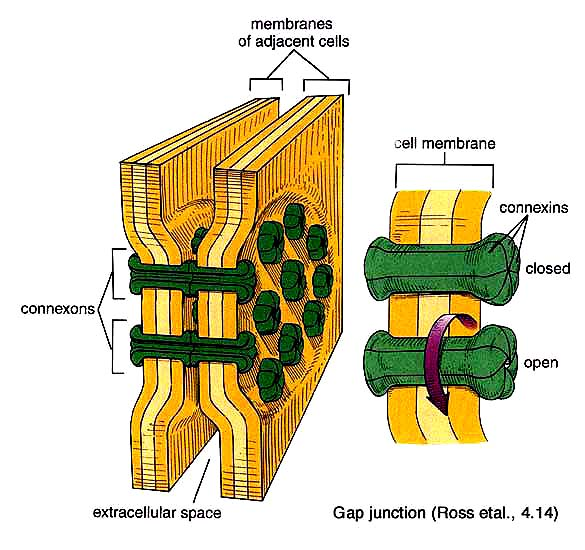 membranes
of adjacent cells
cell membrane
connexins
closed
connexons
open
extracellular space
Gap junction (Ross etal., 4.14)